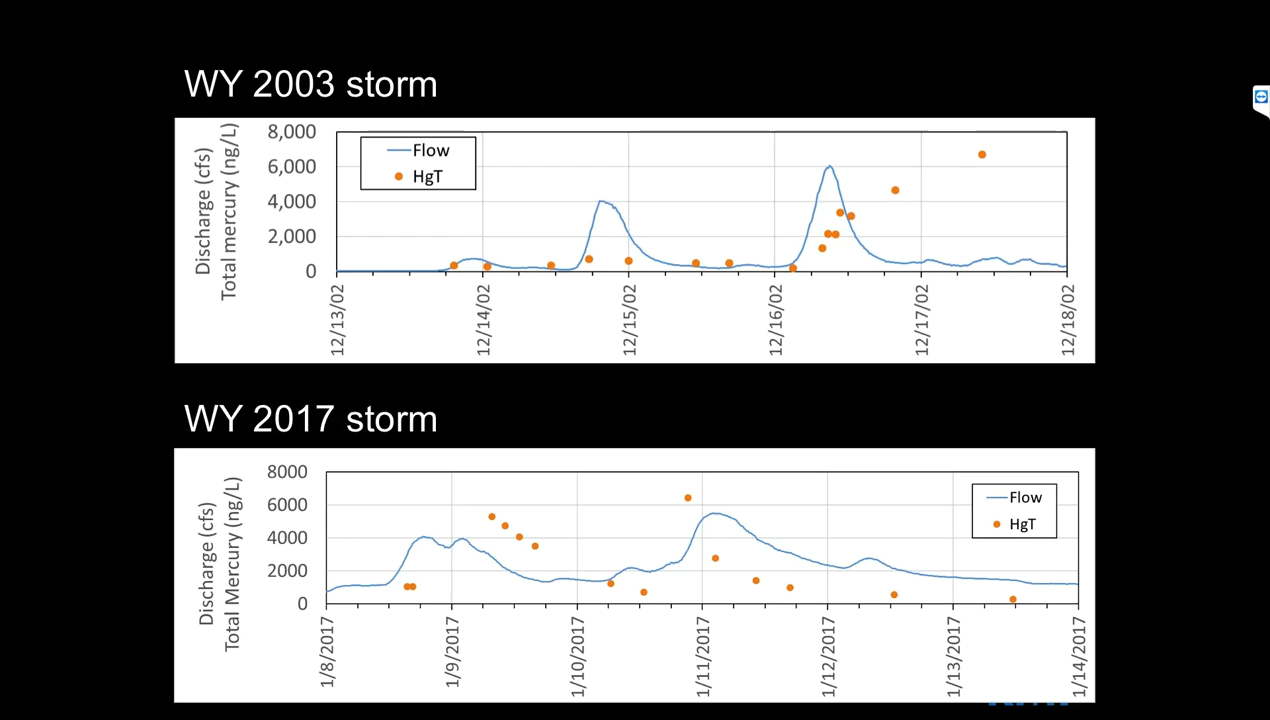 WY 2003 storm
Discharge (cfs)
Total mercury (ng/L)
8,000
6,000
4,000
2,000
0
Flow
HgT
12/13/02
12/14/02
12/15/02
12/16/02
12/17/02
12/18/02
WY 2017 storm
Discharge (cfs)
Total Mercury (ng/L)
8000
6000
4000
2000
0
Flow
HgT
1/8/2017
1/9/2017
1/10/2017
1/11/2017
1/12/2017
1/13/2017
1/14/2017